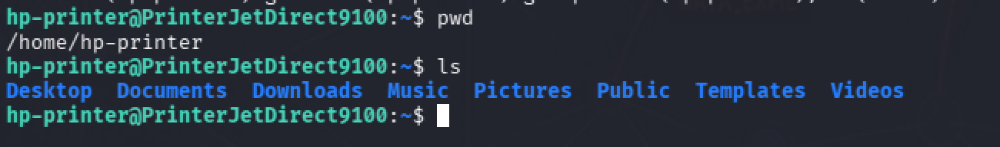 hp-printer@PrinterJetDirect9100:~$ pwd
/home/hp-printer
hp-printer@PrinterJetDirect9100:~$ ls
Desktop  Documents  Downloads  Music  Pictures  Public  Templates  Videos
hp-printer@PrinterJetDirect9100:~$